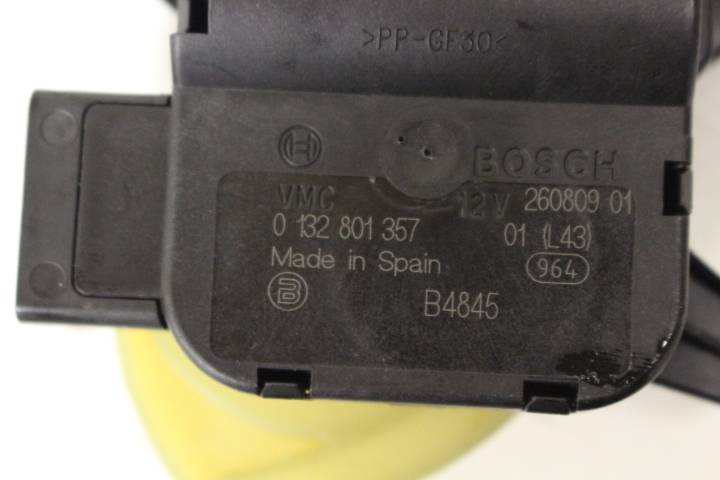 >PP-GF30<
BOSCH
VMC 12V 260809 01
0 132 801 357 01 (L43)
Made in Spain 964
B B4845